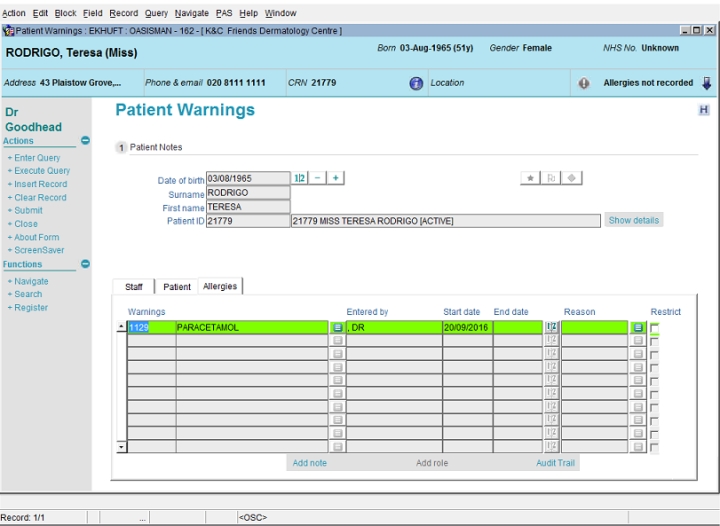 Action Edit Block Field Record Query Navigate PAS Help Window
Patient Warnings : EKHUFT : OASISMAN - 162 - [ K&C Friends Dermatology Centre ]
RODRIGO, Teresa (Miss) Born 03-Aug-1965 (51y) Gender Female NHS No. Unknown
Address 43 Plaistow Grove,... Phone & email 020 8111 1111 CRN 21779 i Location Allergies not recorded
Dr Goodhead
Actions
+ Enter Query
+ Execute Query
+ Insert Record
+ Clear Record
+ Submit
+ Close
+ About Form
+ ScreenSaver
Functions
+ Navigate
+ Search
+ Register
Patient Warnings H
1 Patient Notes
Date of birth 03/08/1965 12 - +
Surname RODRIGO
First name TERESA
Patient ID 21779 21779 MISS TERESA RODRIGO [ACTIVE] Show details
Staff Patient Allergies
Warnings Entered by Start date End date Reason Restrict
1129 PARACETAMOL , DR 20/09/2016 12
Add note Add role Audit Trail
Record: 1/1 ... <OSC>